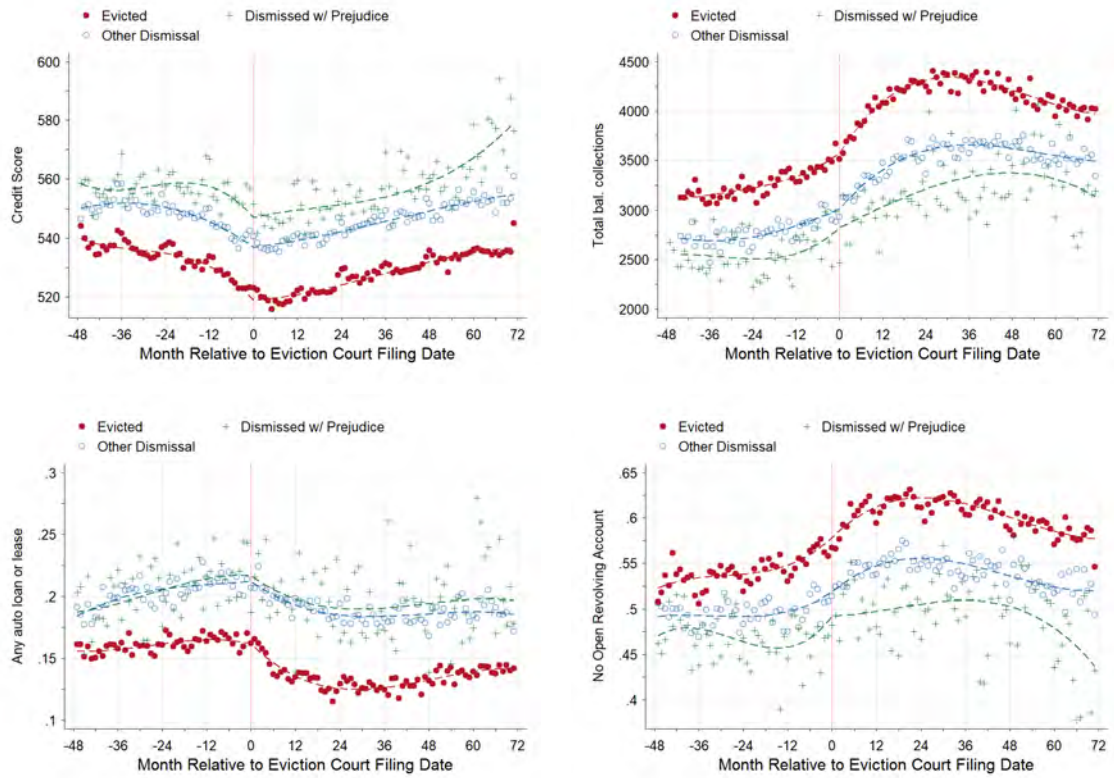 Evicted
Dismissed w/ Prejudice
Other Dismissal
600
580
560
540
520
Credit Score
-48 -36 -24 -12 0 12 24 36 48 60 72
Month Relative to Eviction Court Filing Date
Evicted
Dismissed w/ Prejudice
Other Dismissal
4500
4000
3500
3000
2500
2000
Total bal. collections
-48 -36 -24 -12 0 12 24 36 48 60 72
Month Relative to Eviction Court Filing Date
Evicted
Dismissed w/ Prejudice
Other Dismissal
.3
.25
.2
.15
.1
Any auto loan or lease
-48 -36 -24 -12 0 12 24 36 48 60 72
Month Relative to Eviction Court Filing Date
Evicted
Dismissed w/ Prejudice
Other Dismissal
.65
.6
.55
.5
.45
.4
No Open Revolving Account
-48 -36 -24 -12 0 12 24 36 48 60 72
Month Relative to Eviction Court Filing Date